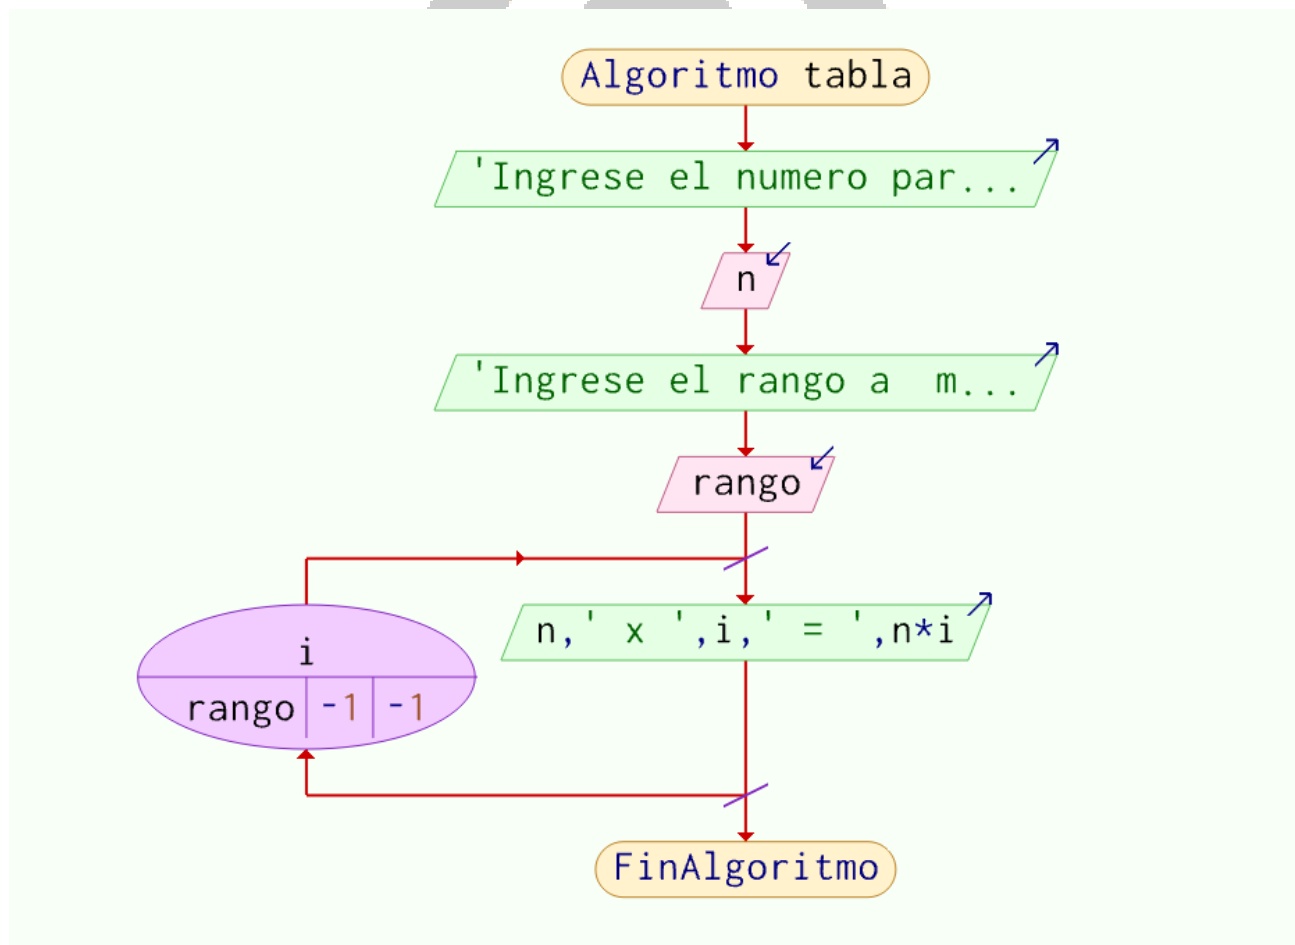 Algoritmo tabla
'Ingrese el numero par...
n
'Ingrese el rango a  m...
rango
n,' x ',i,' = ',n*i
i
rango -1 -1
FinAlgoritmo